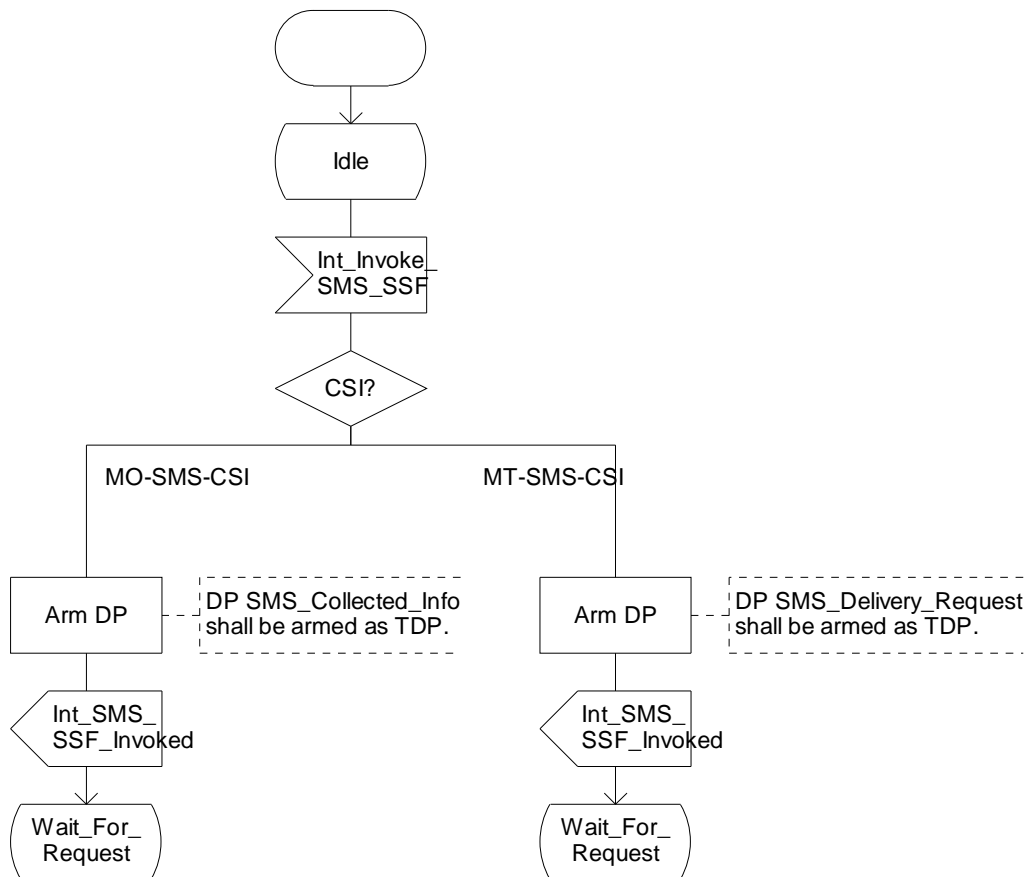 Idle
Int_Invoke_
SMS_SSF
CSI?
MO-SMS-CSI
MT-SMS-CSI
Arm DP
DP SMS_Collected_Info
shall be armed as TDP.
Arm DP
DP SMS_Delivery_Request
shall be armed as TDP.
Int_SMS_
SSF_Invoked
Int_SMS_
SSF_Invoked
Wait_For_
Request
Wait_For_
Request